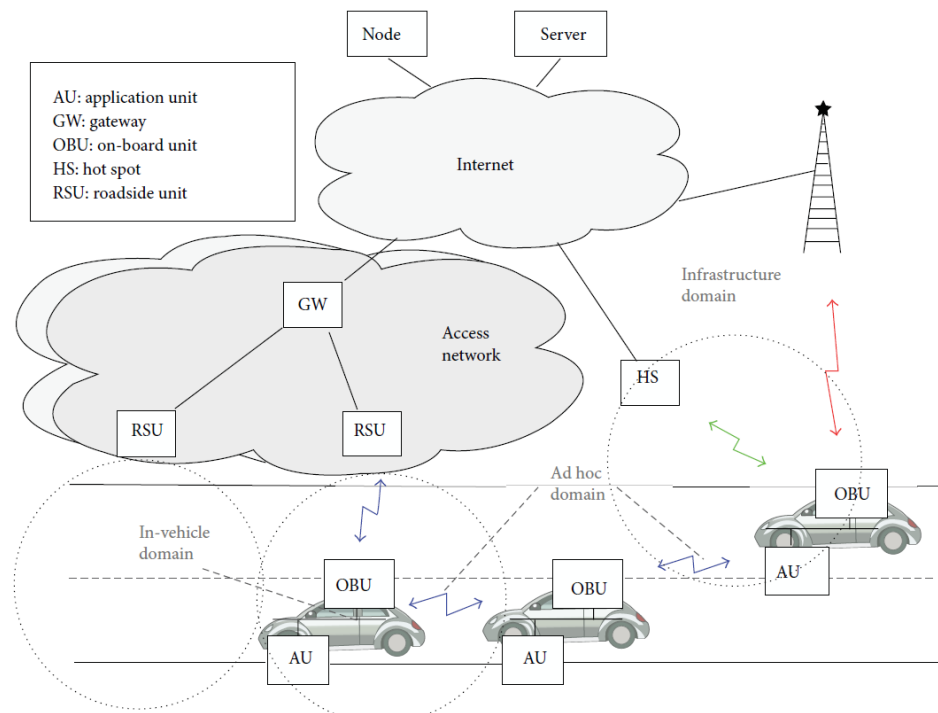 Node
Server
AU: application unit
GW: gateway
OBU: on-board unit
HS: hot spot
RSU: roadside unit
Internet
Infrastructure
domain
GW
Access
network
HS
RSU
RSU
Ad hoc
domain
OBU
In-vehicle
domain
AU
OBU
OBU
AU
AU